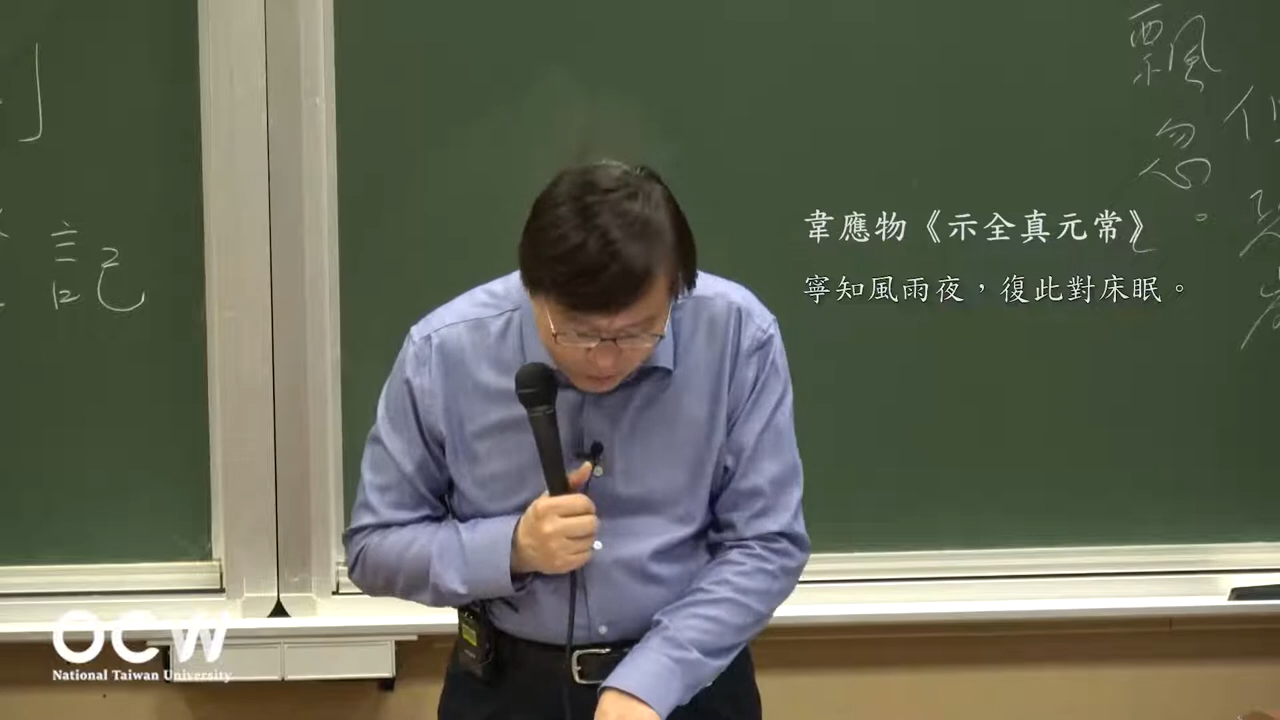 飄忽。
記
韋應物《示全真元常》
寧知風雨夜，復此對床眠。
OCW
National Taiwan University